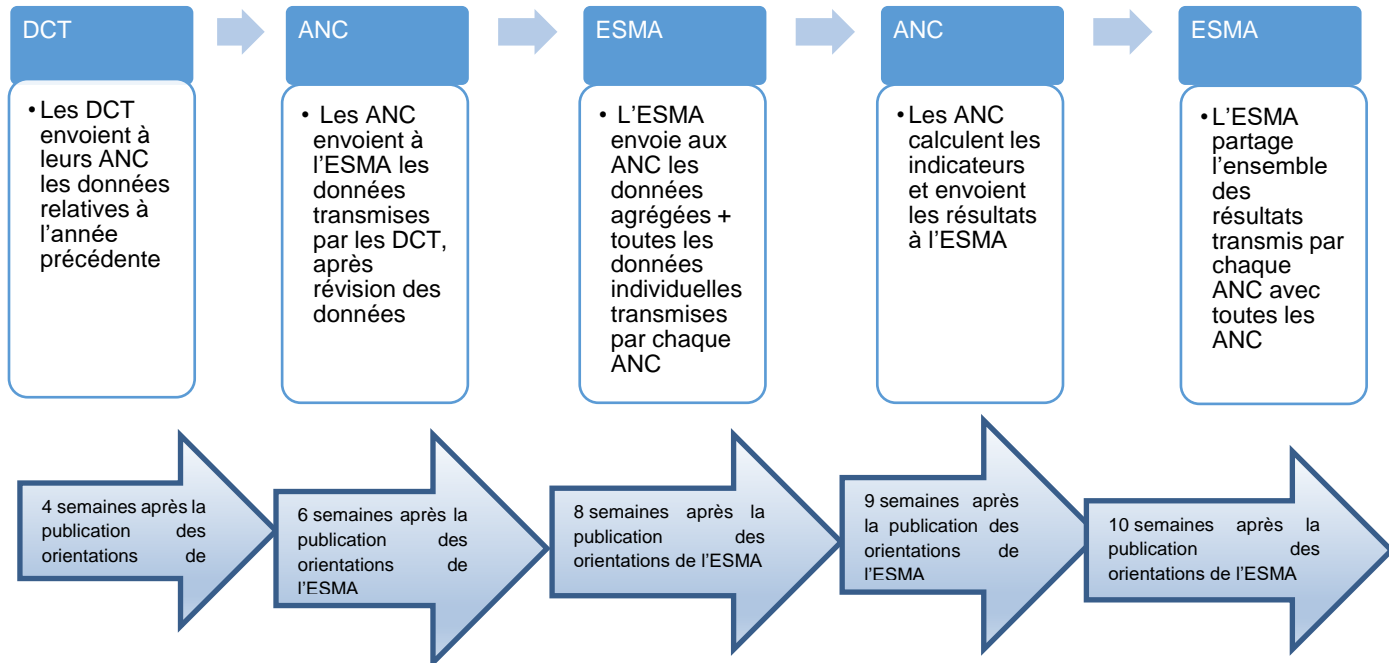 DCT
• Les DCT
envoient à
leurs ANC
les données
relatives à
l’année
précédente
ANC
• Les ANC
envoient à
l’ESMA les
données
transmises
par les DCT,
après
révision des
données
ESMA
• L’ESMA
envoie aux
ANC les
données
agrégées +
toutes les
données
individuelles
transmises
par chaque
ANC
ANC
• Les ANC
calculent les
indicateurs
et envoient
les résultats
à l’ESMA
ESMA
• L’ESMA
partage
l’ensemble
des
résultats
transmis par
chaque
ANC avec
toutes les
ANC
4 semaines après la
publication des
orientations de
6 semaines après la
publication des
orientations de
l’ESMA
8 semaines après la
publication des
orientations de l’ESMA
9 semaines après
la publication des
orientations de
l’ESMA
10 semaines après la
publication des
orientations de l’ESMA